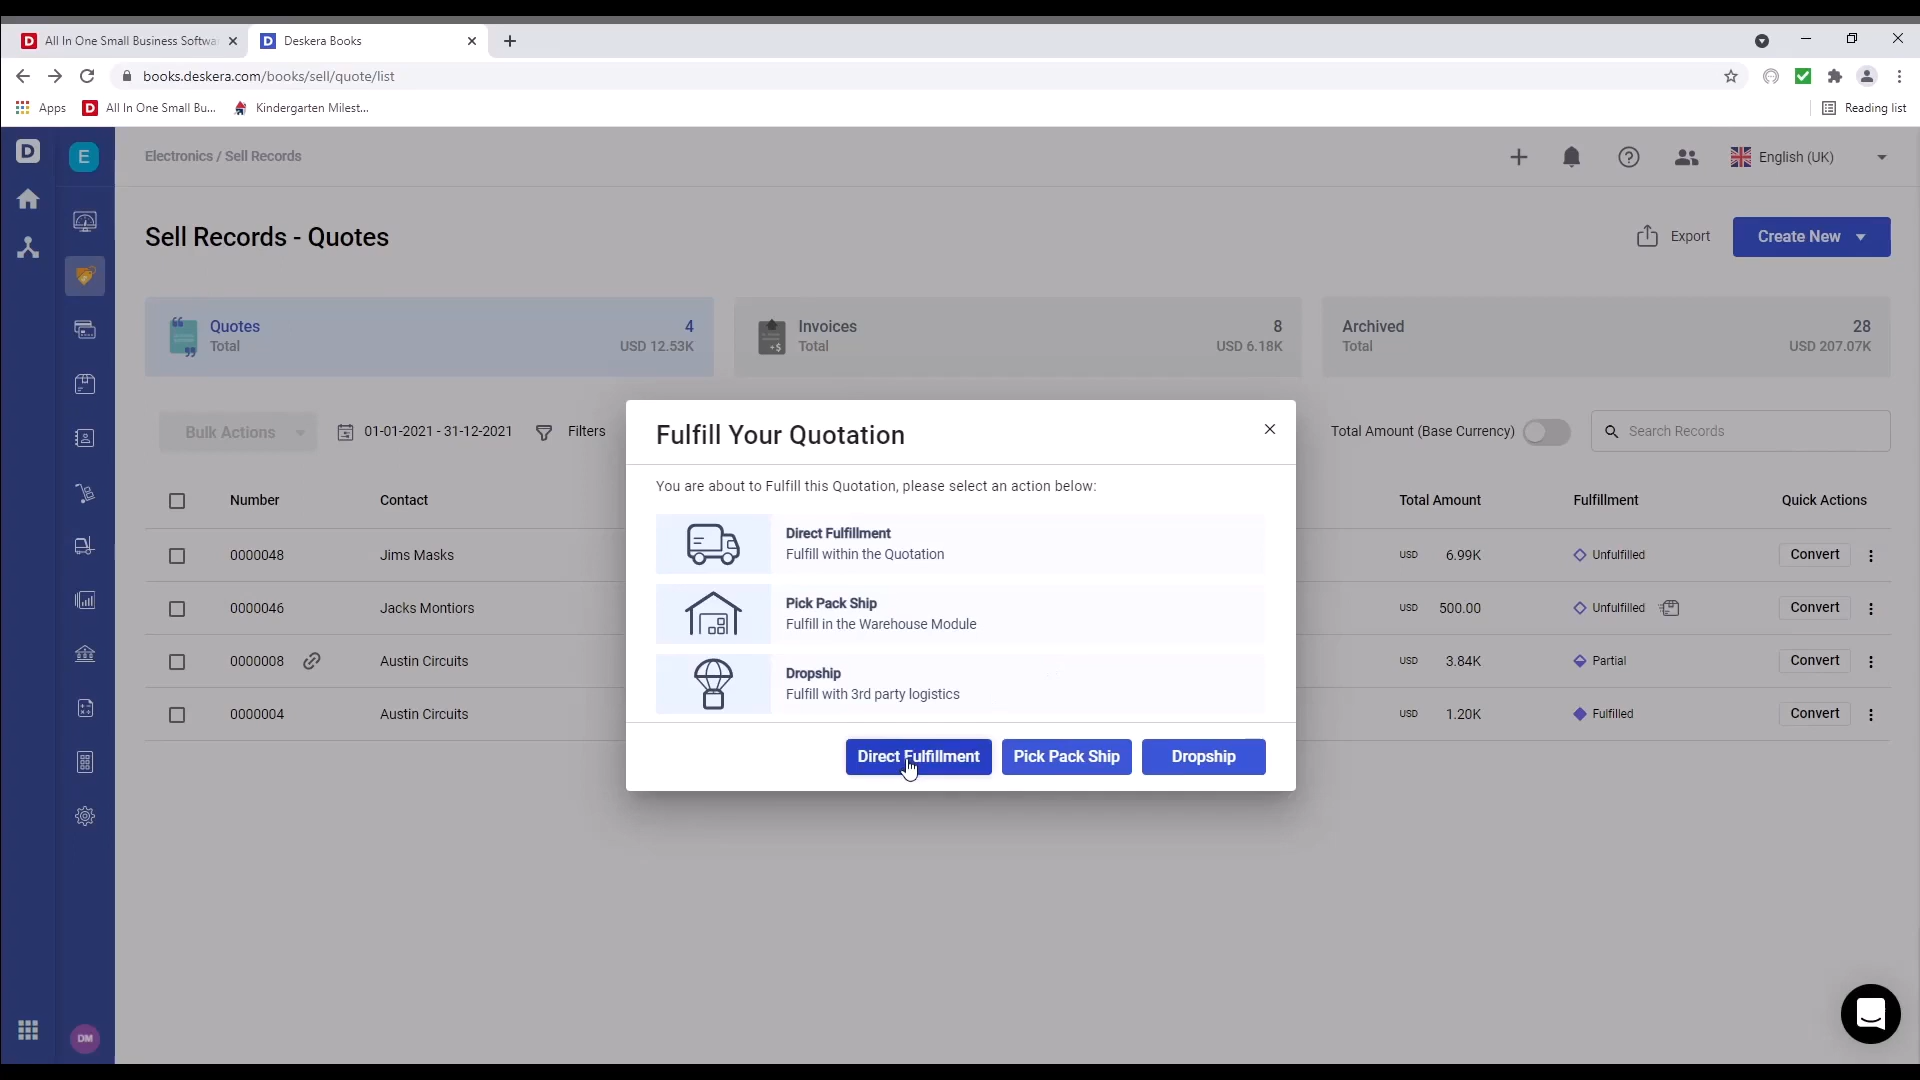 All In One Small Business Softwa
Deskera Books
books.deskera.com/books/sell/quote/list
Apps
All In One Small Bu...
Kindergarten Milest...
Reading list
D
E
Electronics / Sell Records
English (UK)
Sell Records - Quotes
Export
Create New
Quotes
4
Total
USD 12.53K
Invoices
8
Total
USD 6.18K
Archived
28
Total
USD 207.07K
Bulk Actions
01-01-2021 - 31-12-2021
Filters
Total Amount (Base Currency)
Search Records
Number
Contact
Total Amount
Fulfillment
Quick Actions
0000048
Jims Masks
USD 6.99K
Unfulfilled
Convert
0000046
Jacks Montiors
USD 500.00
Unfulfilled
Convert
0000008
Austin Circuits
USD 3.84K
Partial
Convert
0000004
Austin Circuits
USD 1.20K
Fulfilled
Convert
Fulfill Your Quotation
You are about to Fulfill this Quotation, please select an action below:
Direct Fulfillment
Fulfill within the Quotation
Pick Pack Ship
Fulfill in the Warehouse Module
Dropship
Fulfill with 3rd party logistics
Direct Fulfillment
Pick Pack Ship
Dropship
DM